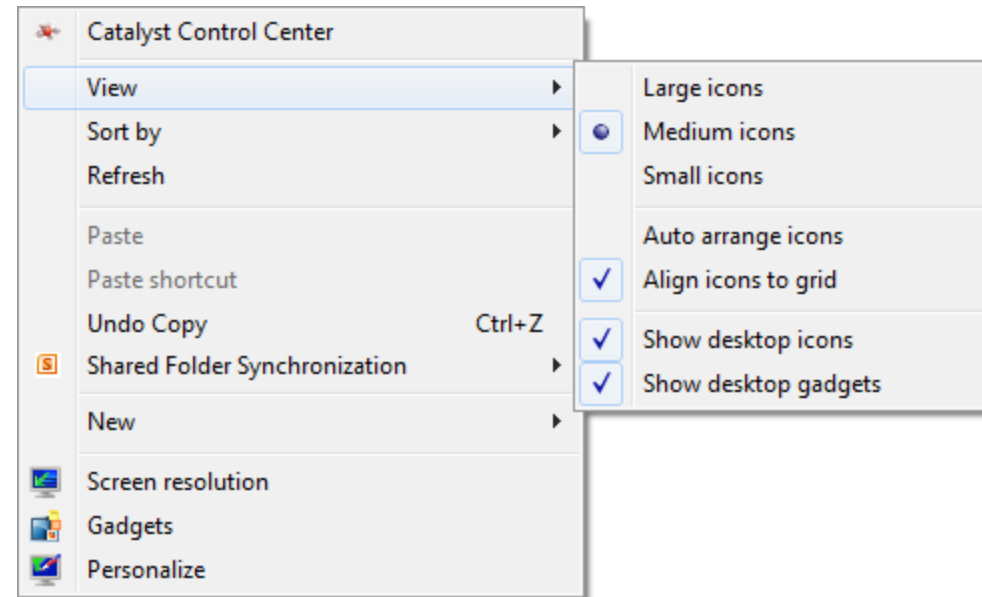 Catalyst Control Center
View
Sort by
Refresh
Paste
Paste shortcut
Undo Copy Ctrl+Z
S Shared Folder Synchronization
New
Screen resolution
Gadgets
Personalize
Large icons
Medium icons
Small icons
Auto arrange icons
Align icons to grid
Show desktop icons
Show desktop gadgets